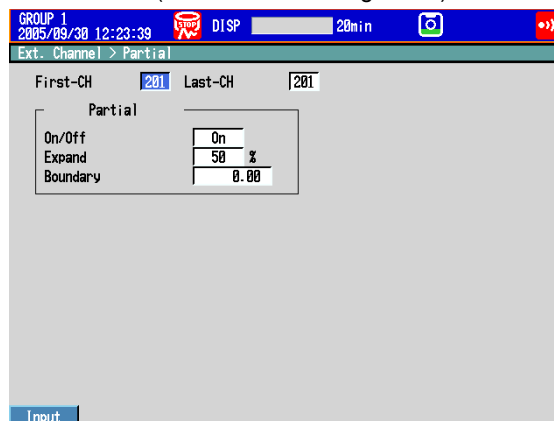 GROUP 1
2005/09/30 12:23:39
STOP
DISP
20min
Ext. Channel > Partial
First-CH 201 Last-CH 201
Partial
On/Off On
Expand 50 %
Boundary 0.00
Input